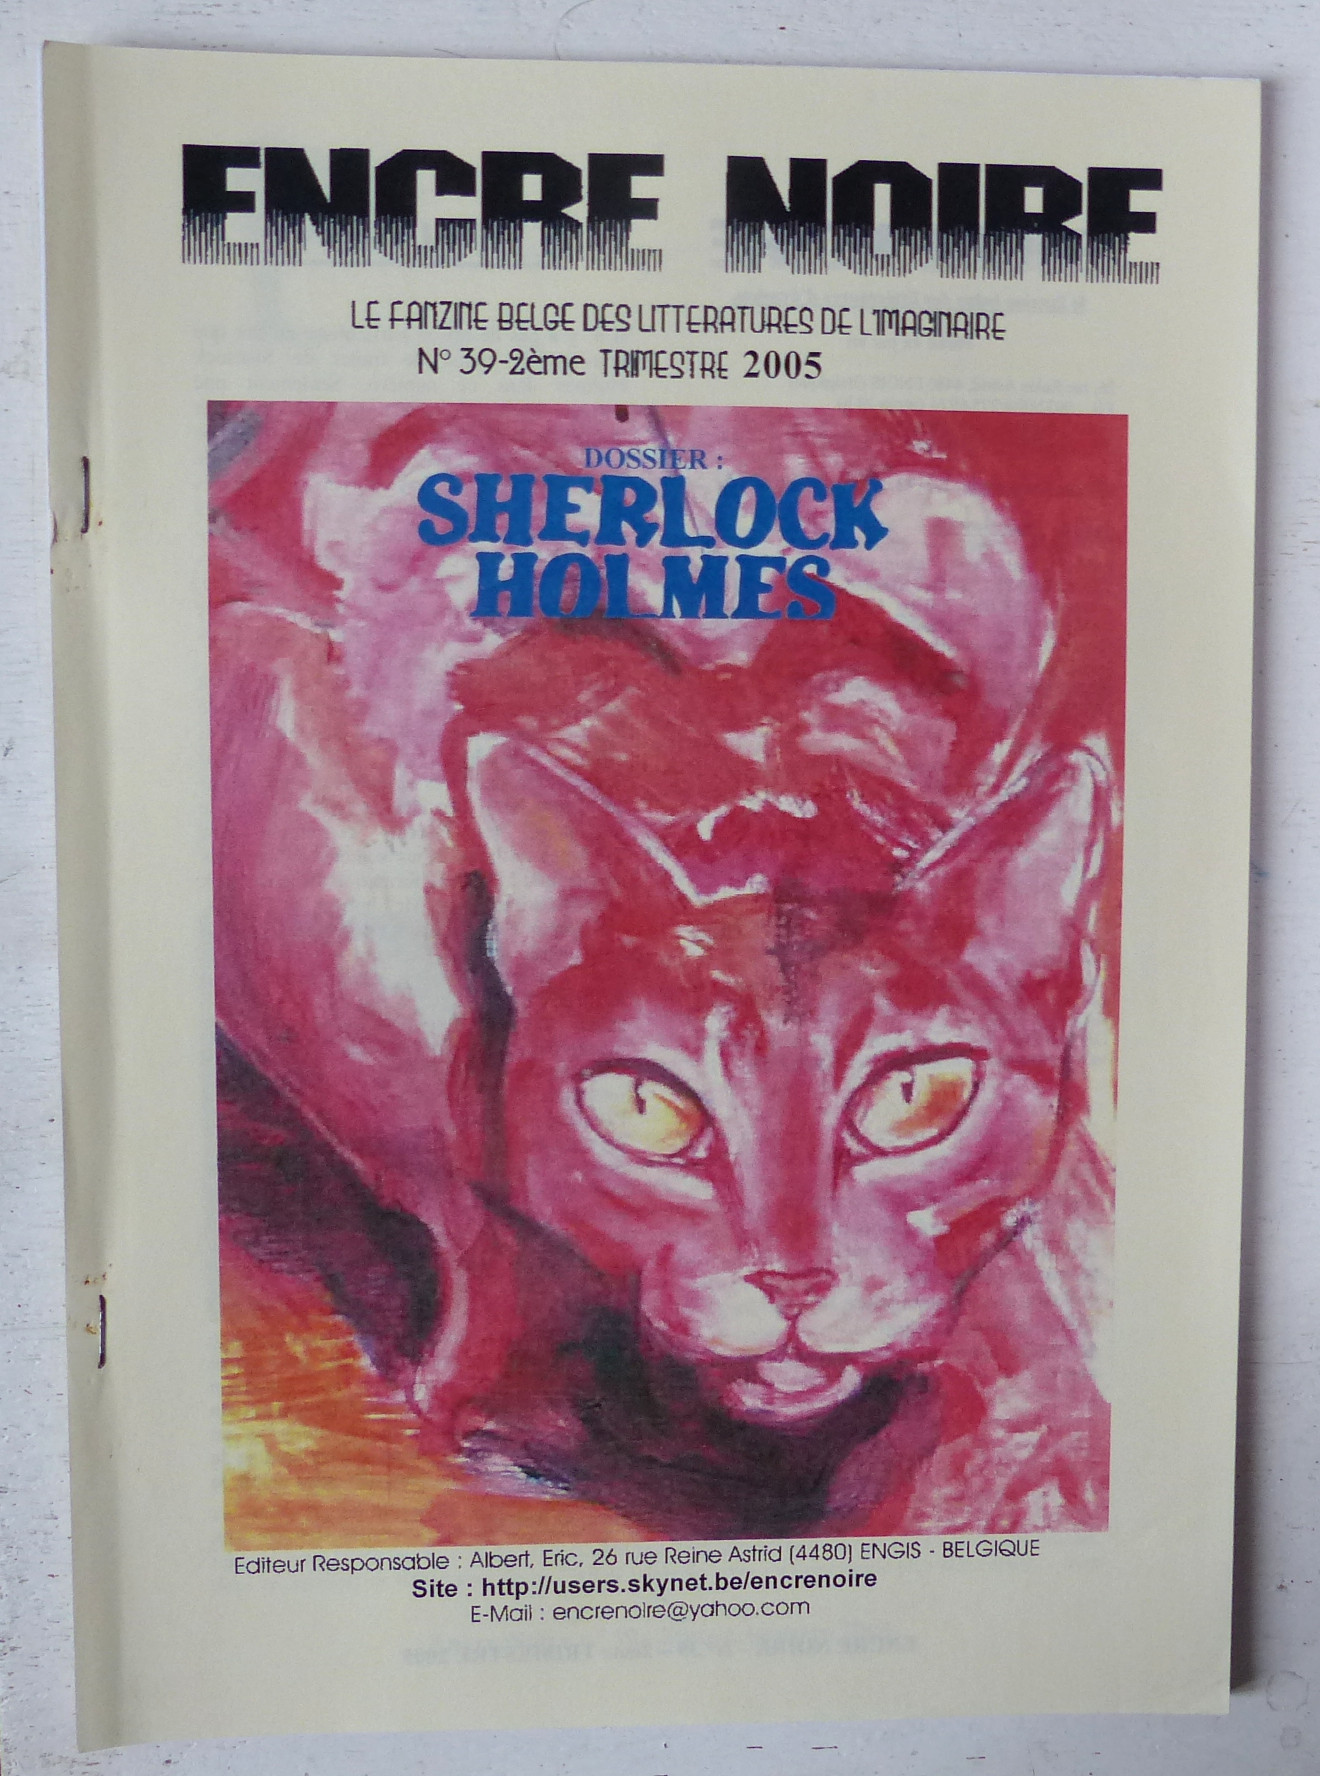 ENCRE NOIRE
LE FANZINE BELGE DES LITTERATURES DE L'IMAGINAIRE
N° 39-2ème TRIMESTRE 2005
DOSSIER :
SHERLOCK
HOLMES
Editeur Responsable : Albert, Eric, 26 rue Reine Astrid (4480) ENGIS - BELGIQUE
Site : http://users.skynet.be/encrenoire
E-Mail : encrenoire@yahoo.com